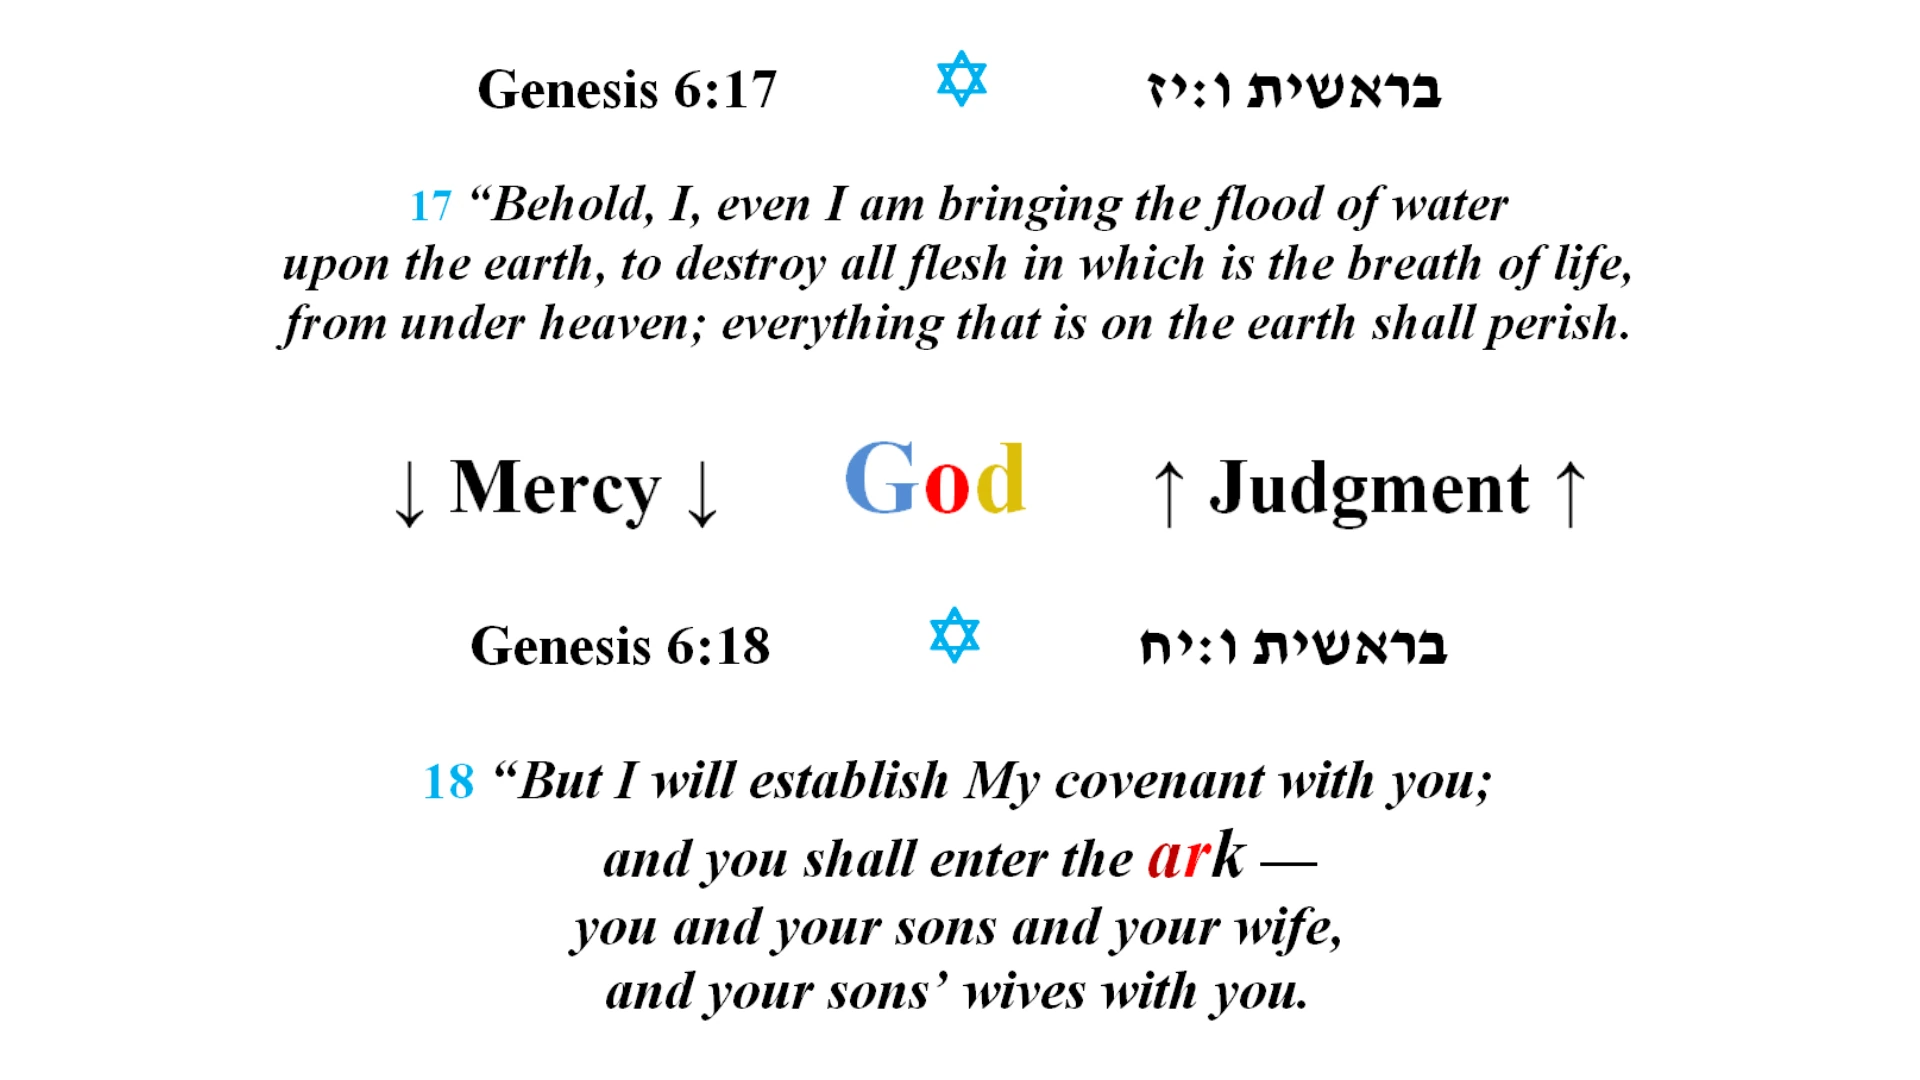 Genesis 6:17 ✡ בראשית ו:יז
17 “Behold, I, even I am bringing the flood of water
upon the earth, to destroy all flesh in which is the breath of life,
from under heaven; everything that is on the earth shall perish.
↓ Mercy ↓ God ↑ Judgment ↑
Genesis 6:18 ✡ בראשית ו:יח
18 “But I will establish My covenant with you;
and you shall enter the ark —
you and your sons and your wife,
and your sons’ wives with you.